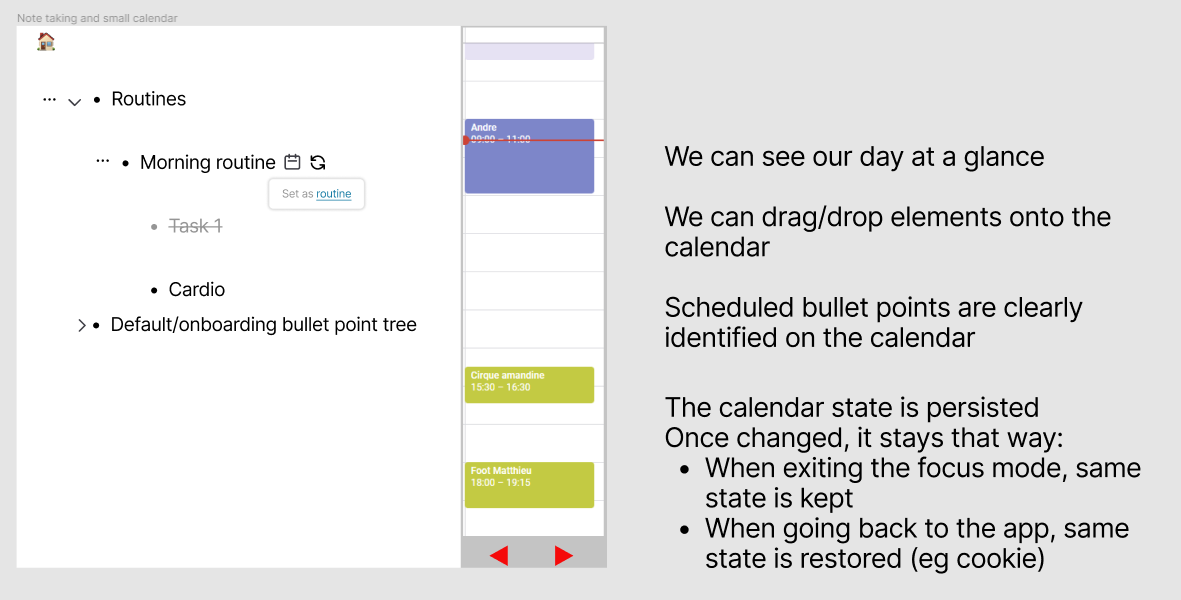 Note taking and small calendar
Routines
Morning routine
Set as routine
Task 1
Cardio
Default/onboarding bullet point tree
Andre
09:00 – 11:00
Cirque amandine
15:30 – 16:30
Foot Matthieu
18:00 – 19:15
We can see our day at a glance
We can drag/drop elements onto the
calendar
Scheduled bullet points are clearly
identified on the calendar
The calendar state is persisted
Once changed, it stays that way:
• When exiting the focus mode, same
state is kept
• When going back to the app, same
state is restored (eg cookie)